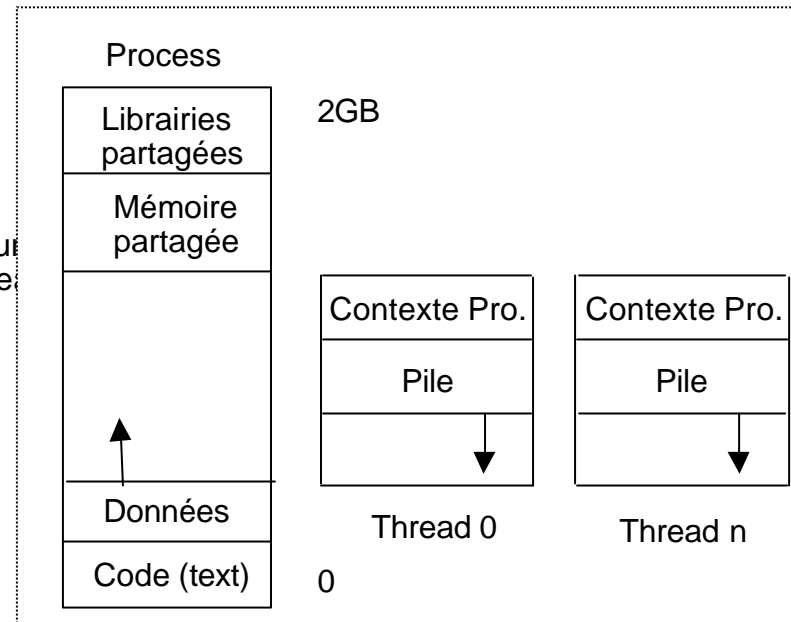 Process
Librairies
partagées
2GB
Mémoire
partagée
Contexte Pro.
Contexte Pro.
Pile
Pile
Données
Thread 0
Thread n
Code (text)
0